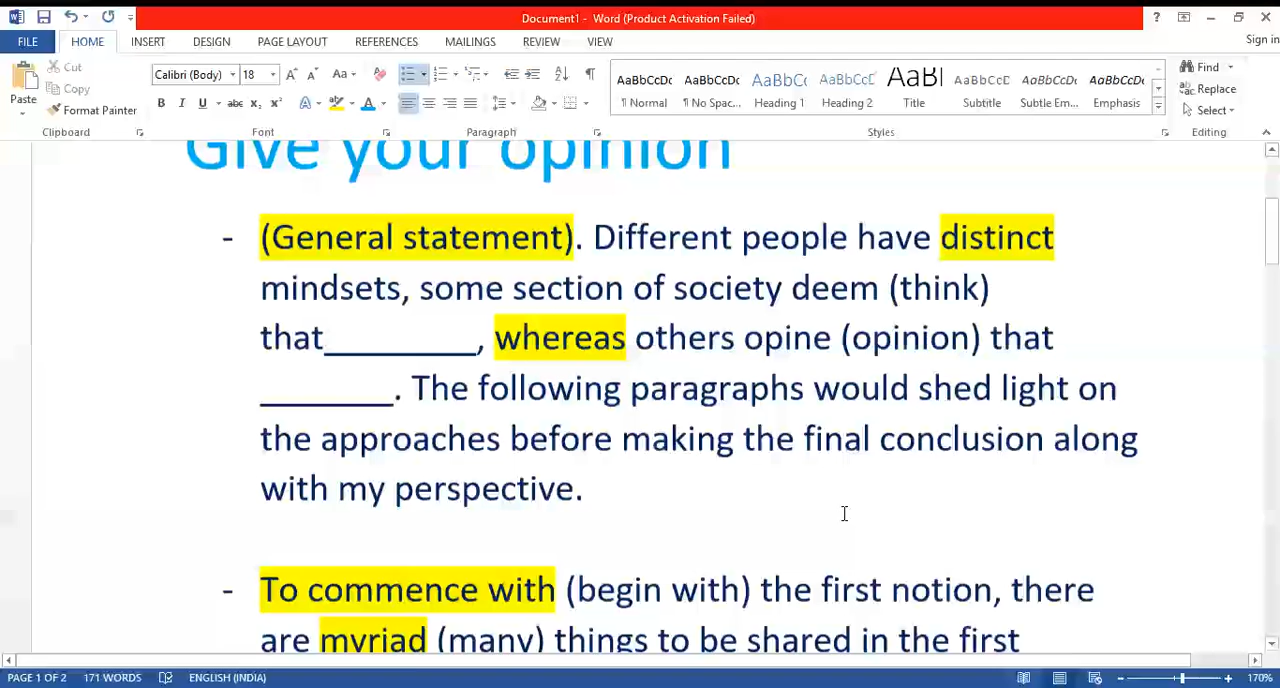 Document1 - Word (Product Activation Failed)
?
FILE
HOME
INSERT
DESIGN
PAGE LAYOUT
REFERENCES
MAILINGS
REVIEW
VIEW
Sign in
Paste
Cut
Copy
Format Painter
Clipboard
Calibri (Body)
18
Font
Paragraph
AaBbCcDc
¶ Normal
AaBbCcDc
¶ No Spac...
AaBbC
Heading 1
AaBbCcC
Heading 2
AaBl
Title
AaBbCcC
Subtitle
AaBbCcDc
Subtle Em...
AaBbCcDc
Emphasis
Styles
Find
Replace
Select
Editing
Give your opinion
- (General statement). Different people have distinct
mindsets, some section of society deem (think)
that_________, whereas others opine (opinion) that
________. The following paragraphs would shed light on
the approaches before making the final conclusion along
with my perspective.
- To commence with (begin with) the first notion, there
are myriad (many) things to be shared in the first
PAGE 1 OF 2
171 WORDS
ENGLISH (INDIA)
170%